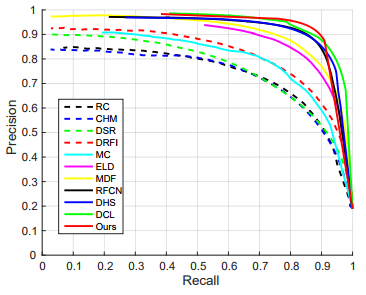 1
0.9
0.8
0.7
0.6
0.5
0.4
0.3
0.2
0.1
0
Precision
RC
CHM
DSR
DRFI
MC
ELD
MDF
RFCN
DHS
DCL
Ours
0 0.1 0.2 0.3 0.4 0.5 0.6 0.7 0.8 0.9 1
Recall